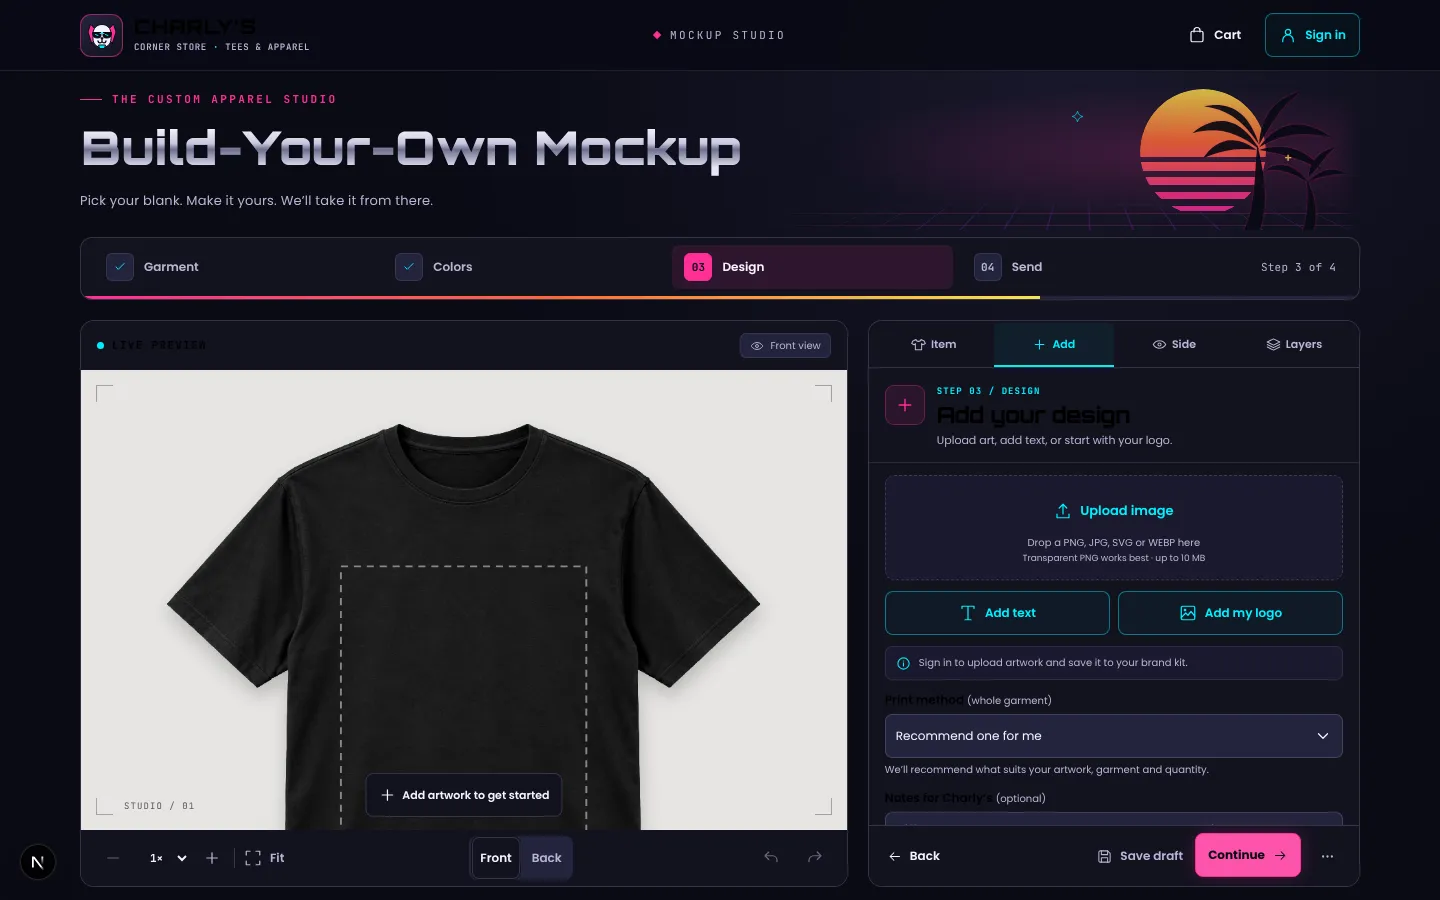 CHARLY'S
CORNER STORE · TEES & APPAREL
MOCKUP STUDIO
Cart
Sign in
THE CUSTOM APPAREL STUDIO
Build-Your-Own Mockup
Pick your blank. Make it yours. We'll take it from there.
Garment
Colors
03 Design
04 Send
Step 3 of 4
LIVE PREVIEW
Front view
STUDIO / 01
Add artwork to get started
1×
Fit
Front
Back
Item
Add
Side
Layers
STEP 03 / DESIGN
Add your design
Upload art, add text, or start with your logo.
Upload image
Drop a PNG, JPG, SVG or WEBP here
Transparent PNG works best · up to 10 MB
Add text
Add my logo
Sign in to upload artwork and save it to your brand kit.
Print method (whole garment)
Recommend one for me
We'll recommend what suits your artwork, garment and quantity.
Notes for Charly's (optional)
Back
Save draft
Continue
N